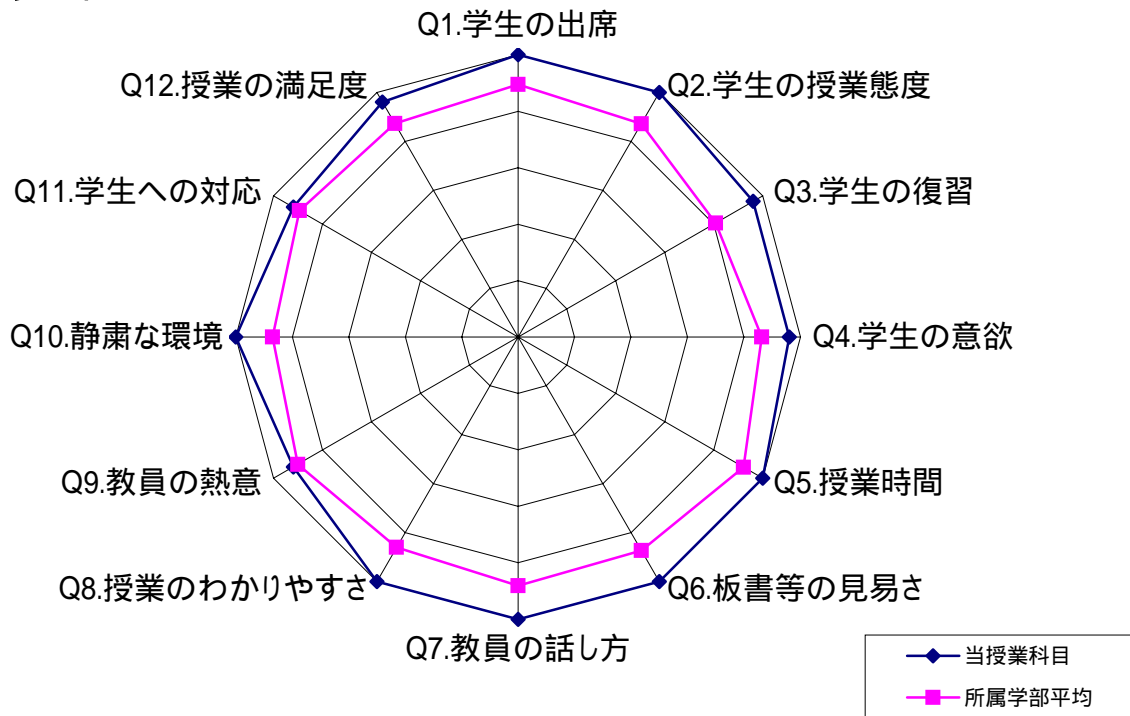 Q1.学生の出席
Q2.学生の授業態度
Q3.学生の復習
Q4.学生の意欲
Q5.授業時間
Q6.板書等の見易さ
Q7.教員の話し方
Q8.授業のわかりやすさ
Q9.教員の熱意
Q10.静粛な環境
Q11.学生への対応
Q12.授業の満足度
当授業科目
所属学部平均